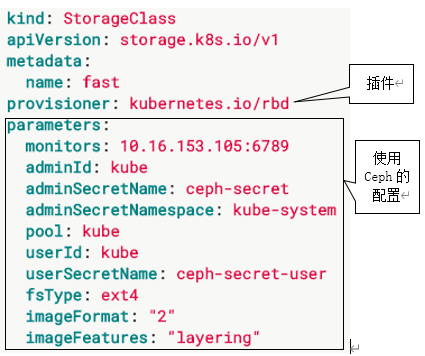 kind: StorageClass
apiVersion: storage.k8s.io/v1
metadata:
  name: fast
provisioner: kubernetes.io/rbd
插件
parameters:
  monitors: 10.16.153.105:6789
  adminId: kube
  adminSecretName: ceph-secret
  adminSecretNamespace: kube-system
  pool: kube
  userId: kube
  userSecretName: ceph-secret-user
  fsType: ext4
  imageFormat: "2"
  imageFeatures: "layering"
使用
Ceph 的
配置